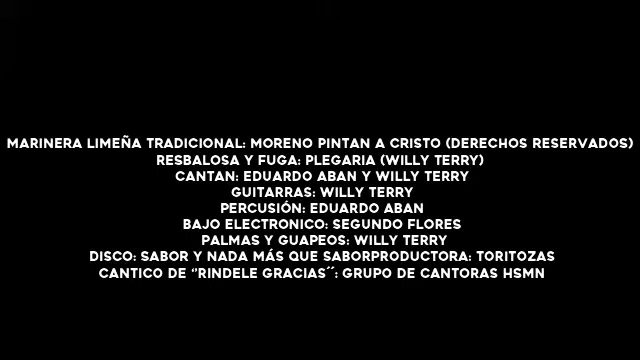 MARINERA LIMEÑA TRADICIONAL: MORENO PINTAN A CRISTO (DERECHOS RESERVADOS)
RESBALOSA Y FUGA: PLEGARIA (WILLY TERRY)
CANTAN: EDUARDO ABAN Y WILLY TERRY
GUITARRAS: WILLY TERRY
PERCUSIÓN: EDUARDO ABAN
BAJO ELECTRONICO: SEGUNDO FLORES
PALMAS Y GUAPEOS: WILLY TERRY
DISCO: SABOR Y NADA MÁS QUE SABORPRODUCTORA: TORITOZAS
CANTICO DE “RINDELE GRACIAS´´: GRUPO DE CANTORAS HSMN